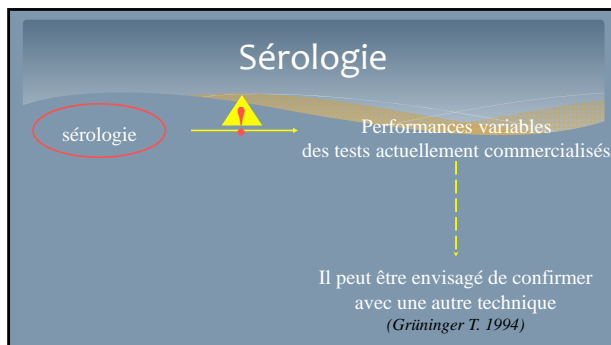 Sérologie
sérologie
Performances variables
des tests actuellement commercialisés
Il peut être envisagé de confirmer
avec une autre technique
(Grüninger T. 1994)